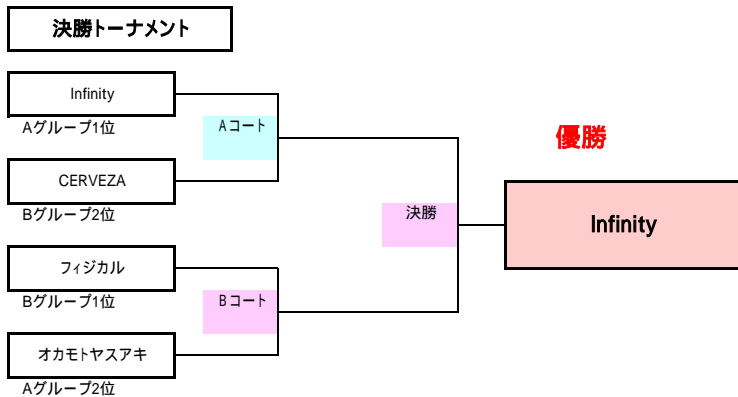 決勝トーナメント
Infinity
Aグループ1位
Aコート
CERVEZA
Bグループ2位
優勝
決勝
Infinity
フィジカル
Bグループ1位
Bコート
オカモトヤスアキ
Aグループ2位